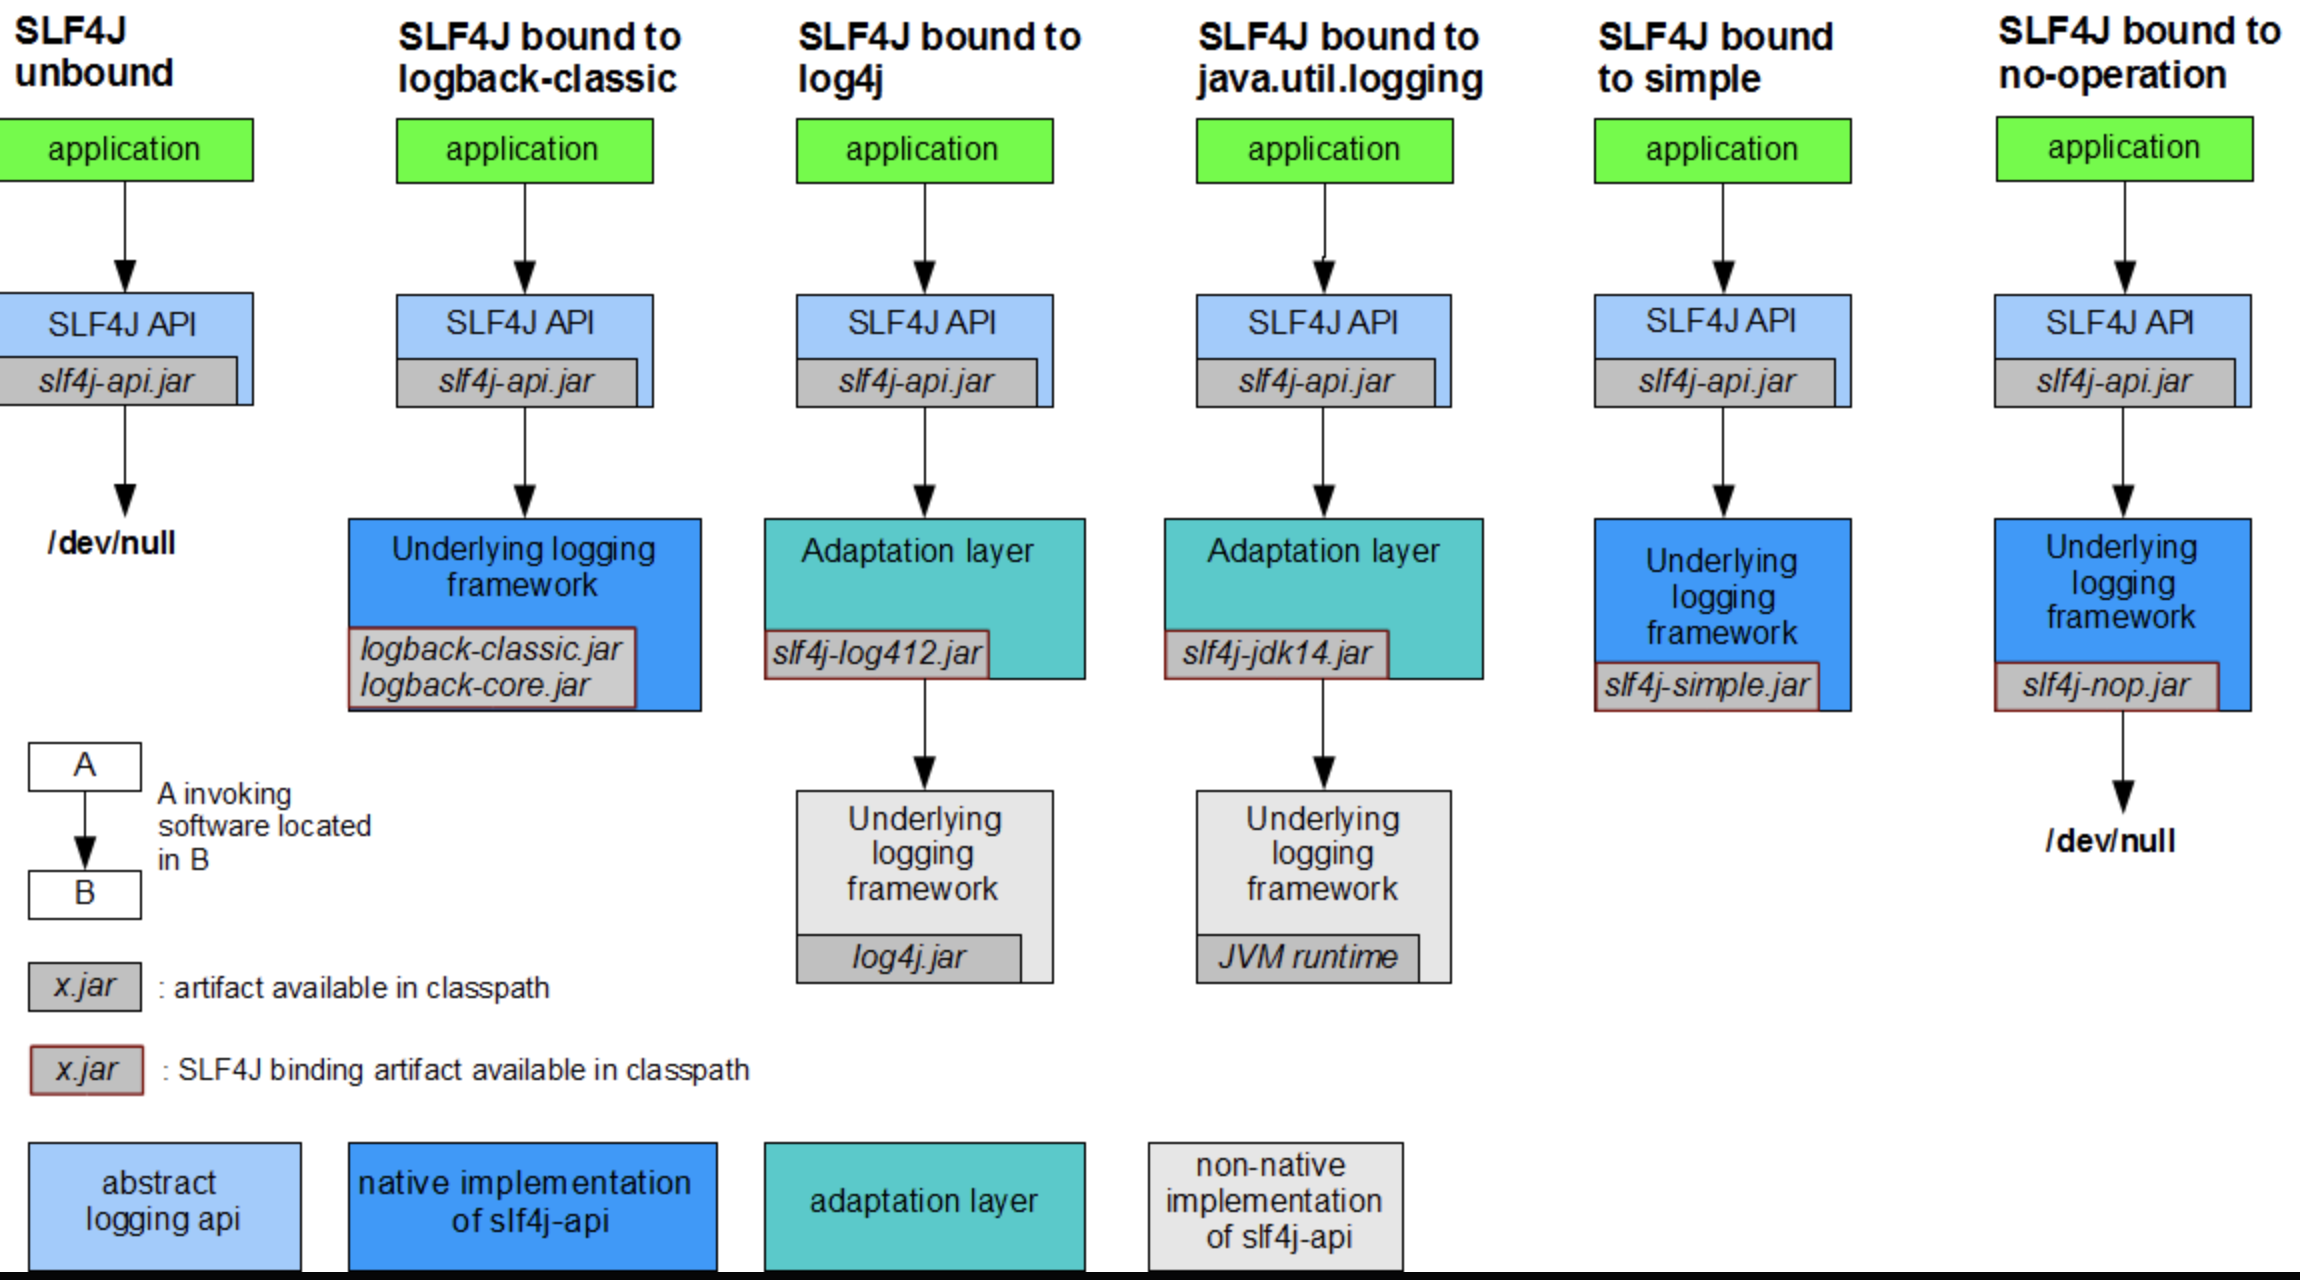 SLF4J
unbound
SLF4J bound to
logback-classic
SLF4J bound to
log4j
SLF4J bound to
java.util.logging
SLF4J bound
to simple
SLF4J bound to
no-operation
application
application
application
application
application
application
SLF4J API
slf4j-api.jar
SLF4J API
slf4j-api.jar
SLF4J API
slf4j-api.jar
SLF4J API
slf4j-api.jar
SLF4J API
slf4j-api.jar
SLF4J API
slf4j-api.jar
/dev/null
Underlying logging
framework
logback-classic.jar
logback-core.jar
Adaptation layer
slf4j-log412.jar
Adaptation layer
slf4j-jdk14.jar
Underlying
logging
framework
slf4j-simple.jar
Underlying
logging
framework
slf4j-nop.jar
Underlying
logging
framework
log4j.jar
Underlying
logging
framework
JVM runtime
/dev/null
A
A invoking
software located
in B
B
x.jar
: artifact available in classpath
x.jar
: SLF4J binding artifact available in classpath
abstract
logging api
native implementation
of slf4j-api
adaptation layer
non-native
implementation
of slf4j-api